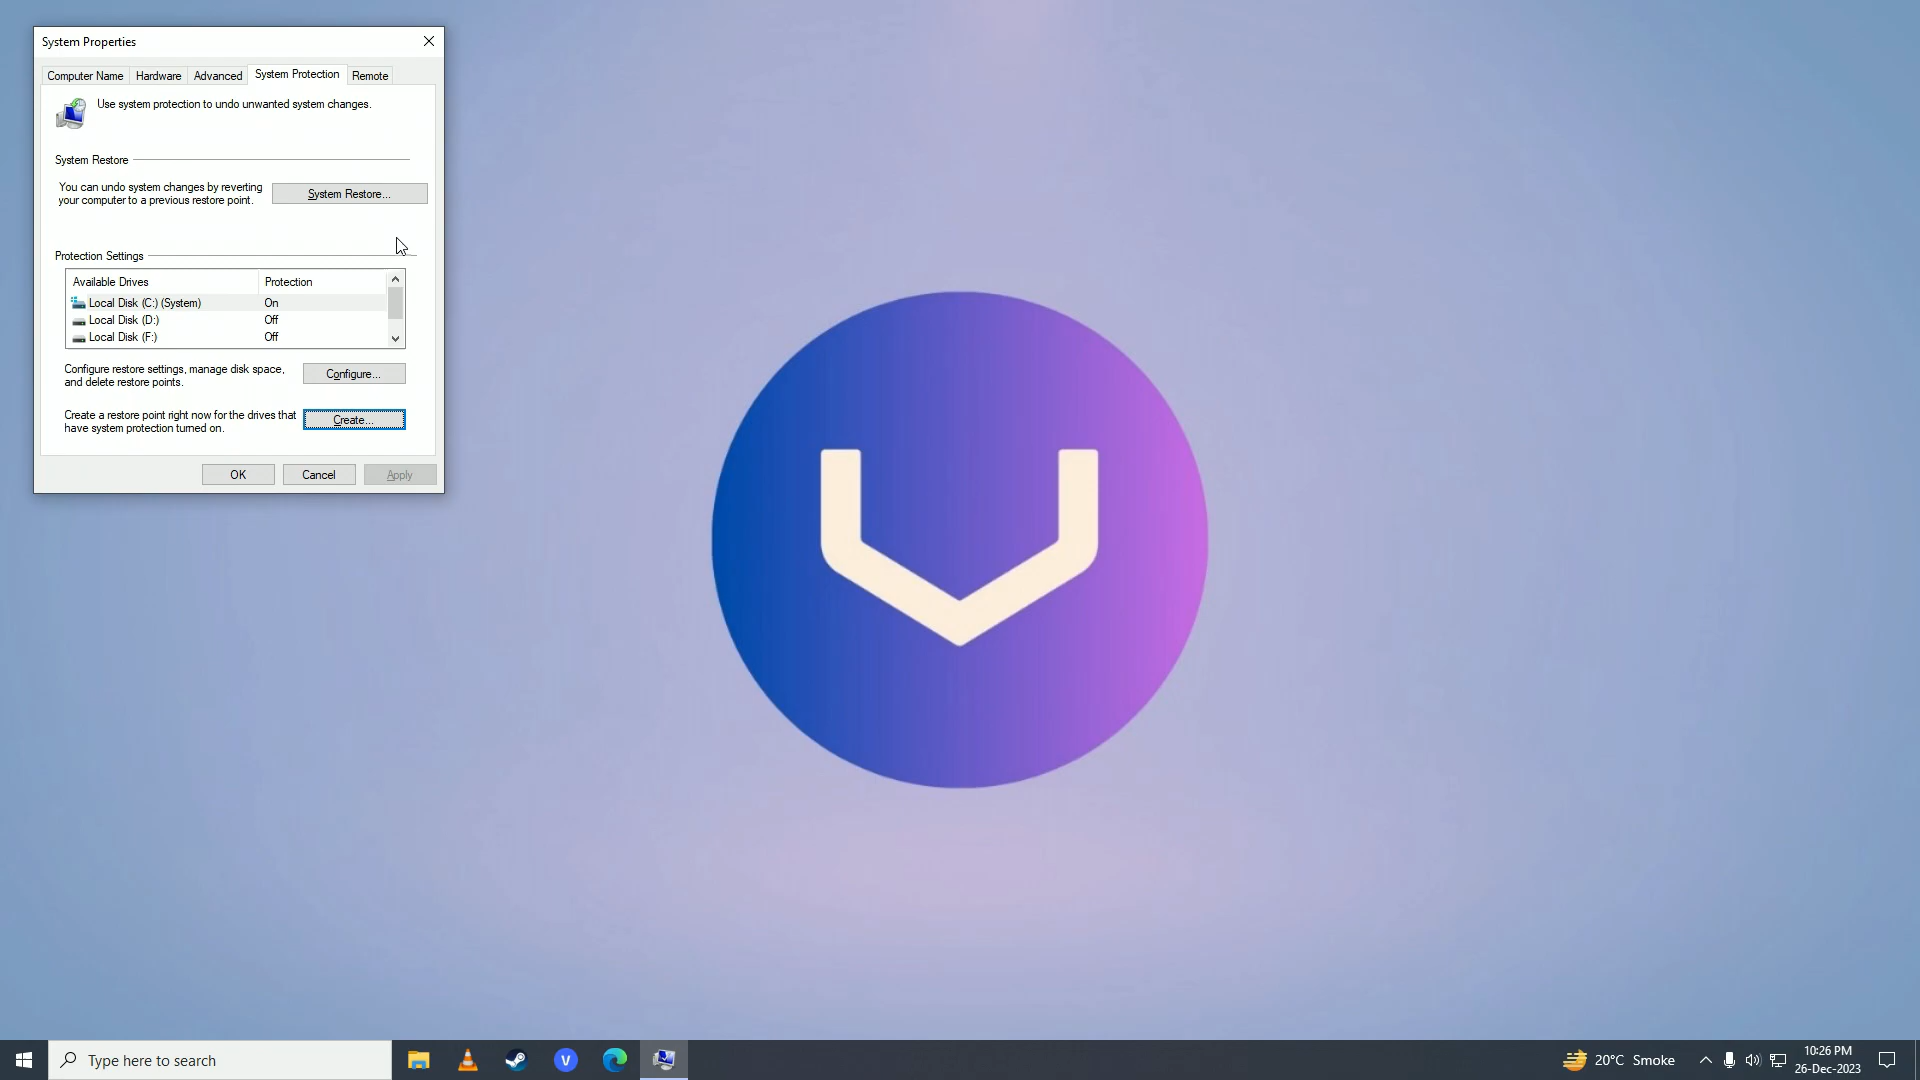 System Properties
Computer Name Hardware Advanced System Protection Remote
Use system protection to undo unwanted system changes.
System Restore
You can undo system changes by reverting
your computer to a previous restore point.
System Restore...
Protection Settings
Available Drives Protection
Local Disk (C:) (System) On
Local Disk (D:) Off
Local Disk (F:) Off
Configure restore settings, manage disk space,
and delete restore points.
Configure...
Create a restore point right now for the drives that
have system protection turned on.
Create...
OK Cancel Apply
Type here to search
V
20°C Smoke
10:26 PM
26-Dec-2023